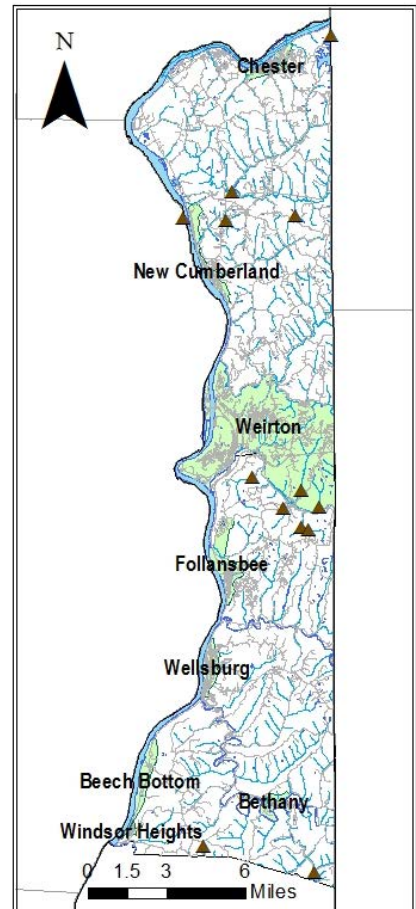 N
Chester
New Cumberland
Weirton
Follansbee
Wellsburg
Beech Bottom
Bethany
Windsor Heights
0 1.5 3 6
Miles